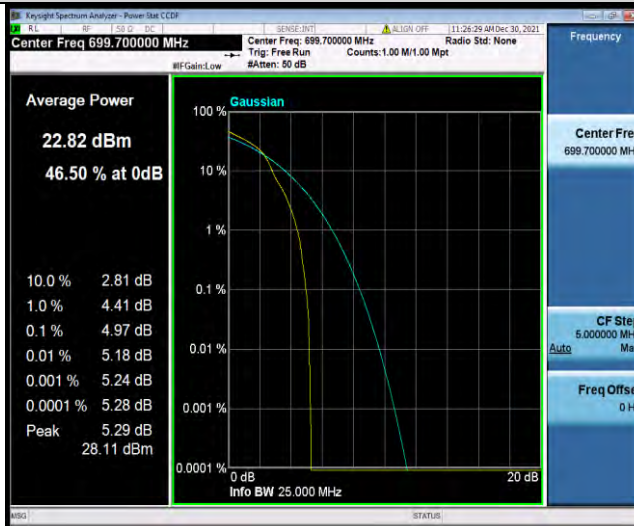 Keysight Spectrum Analyzer - Power Stat CCDF
RL RF 50 Ω DC SENSE:INT ALIGN OFF 11:26:29 AM Dec 30, 2021
Center Freq 699.700000 MHz
Center Freq: 699.700000 MHz Radio Std: None
Trig: Free Run Counts:1.00 M/1.00 Mpt
#IFGain:Low #Atten: 50 dB
Frequency
Average Power
22.82 dBm
46.50 % at 0dB
10.0 % 2.81 dB
1.0 % 4.41 dB
0.1 % 4.97 dB
0.01 % 5.18 dB
0.001 % 5.24 dB
0.0001 % 5.28 dB
Peak 5.29 dB
28.11 dBm
Gaussian
100 %
10 %
1 %
0.1 %
0.01 %
0.001 %
0.0001 %
0 dB 20 dB
Info BW 25.000 MHz
Center Fre
699.700000 MH
CF Ste
5.000000 MH
Auto Ma
Freq Offse
0 H
MSG STATUS